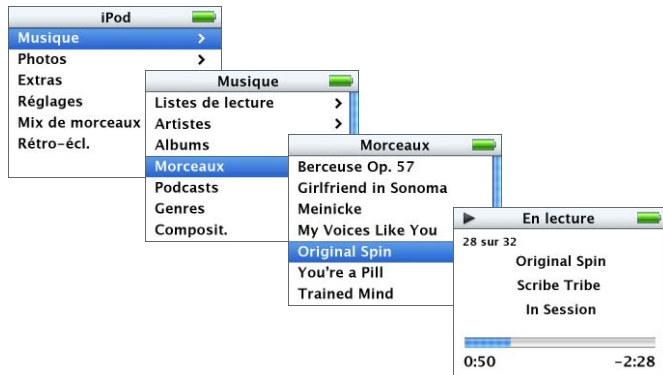 iPod
Musique
Photos
Extras
Réglages
Mix de morceaux
Rétro-écl.
Musique
Listes de lecture
Artistes
Albums
Morceaux
Podcasts
Genres
Composit.
Morceaux
Berceuse Op. 57
Girlfriend in Sonoma
Meinicke
My Voices Like You
Original Spin
You're a Pill
Trained Mind
En lecture
28 sur 32
Original Spin
Scribe Tribe
In Session
0:50 -2:28